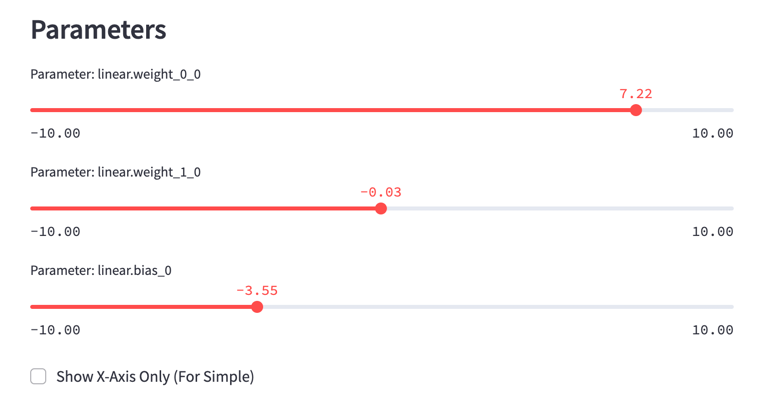 Parameters
Parameter: linear.weight_0_0
7.22
-10.00 10.00
Parameter: linear.weight_1_0
-0.03
-10.00 10.00
Parameter: linear.bias_0
-3.55
-10.00 10.00
Show X-Axis Only (For Simple)